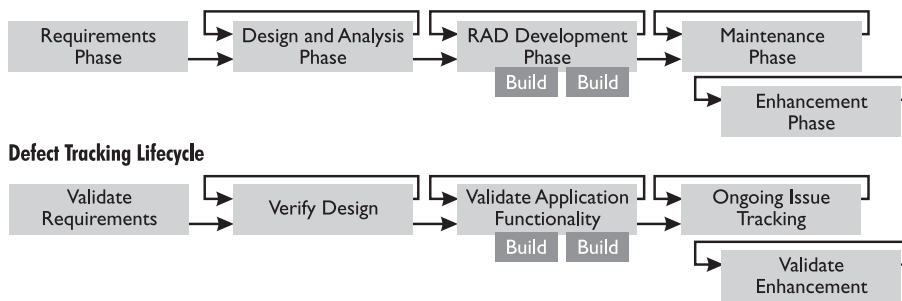 Requirements
Phase
Design and Analysis
Phase
RAD Development
Phase
Build
Build
Maintenance
Phase
Enhancement
Phase
Defect Tracking Lifecycle
Validate
Requirements
Verify Design
Validate Application
Functionality
Build
Build
Ongoing Issue
Tracking
Validate
Enhancement